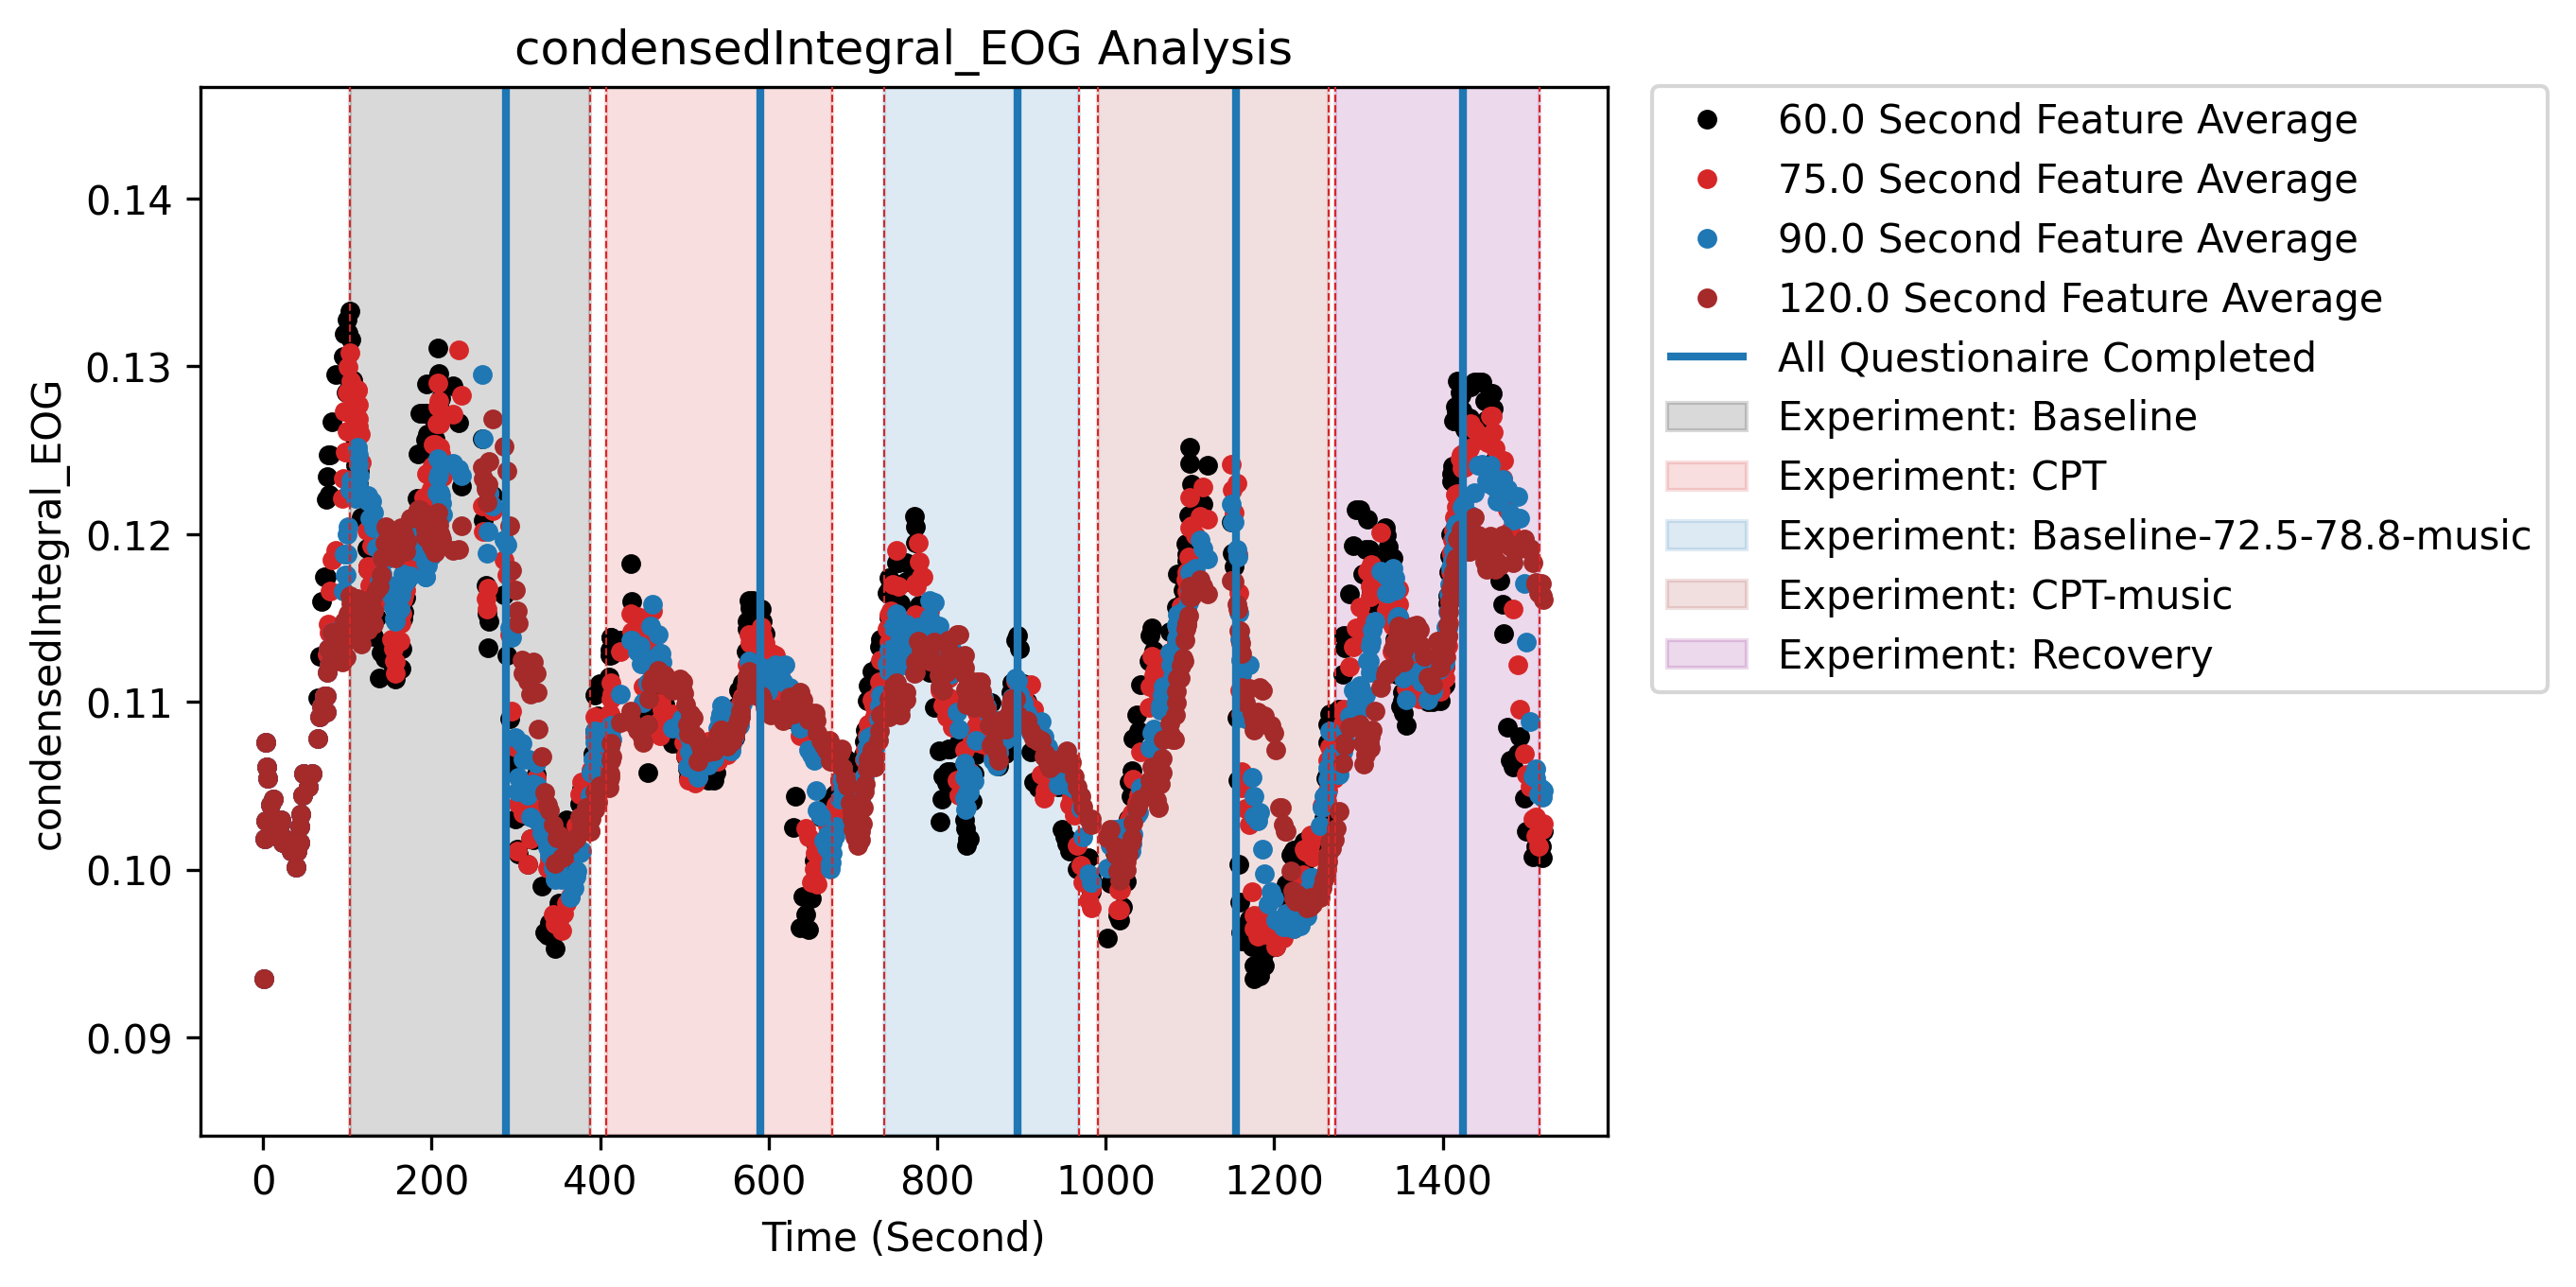 condensedIntegral_EOG Analysis
condensedIntegral_EOG
0.14
0.13
0.12
0.11
0.10
0.09
0 200 400 600 800 1000 1200 1400
Time (Second)
60.0 Second Feature Average
75.0 Second Feature Average
90.0 Second Feature Average
120.0 Second Feature Average
All Questionaire Completed
Experiment: Baseline
Experiment: CPT
Experiment: Baseline-72.5-78.8-music
Experiment: CPT-music
Experiment: Recovery